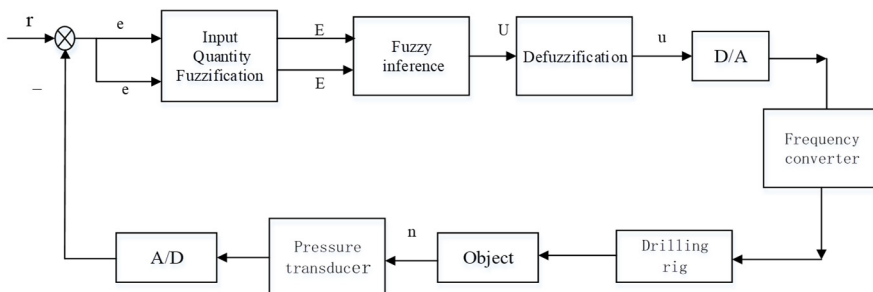 r
e
e
−
Input
Quantity
Fuzzification
E
E
Fuzzy
inference
U
Defuzzification
u
D/A
Frequency
converter
Drilling
rig
Object
n
Pressure
transducer
A/D